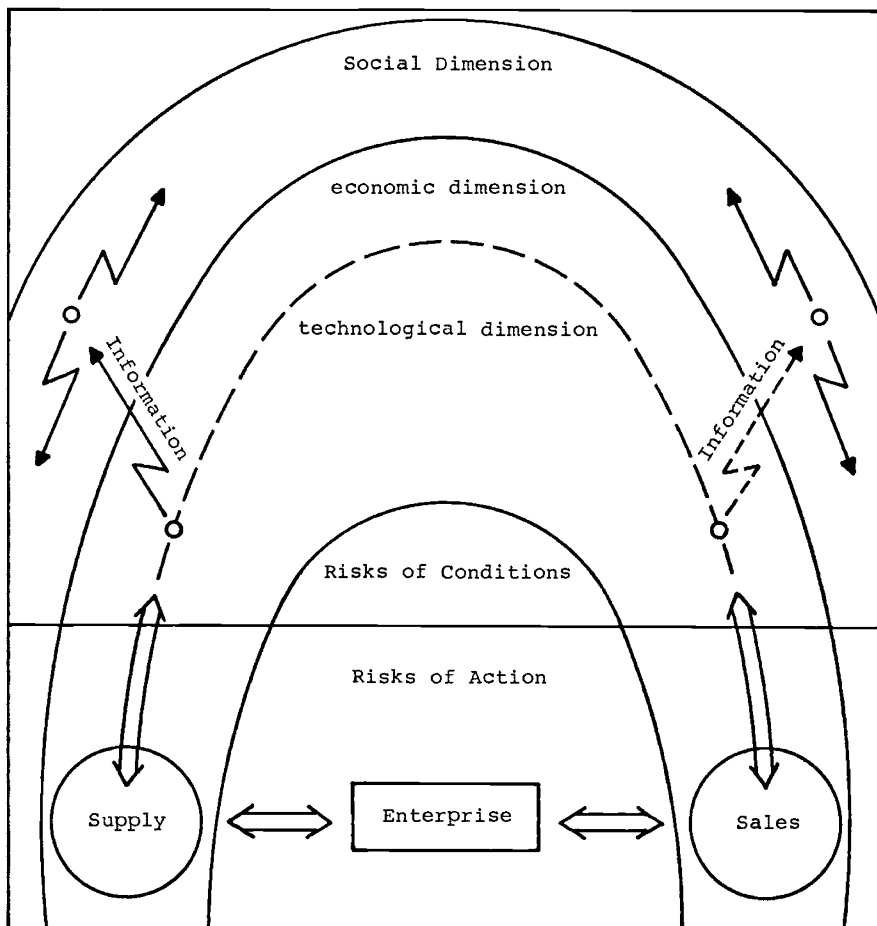 Social Dimension
economic dimension
technological dimension
Information
Information
Risks of Conditions
Risks of Action
Supply
Enterprise
Sales